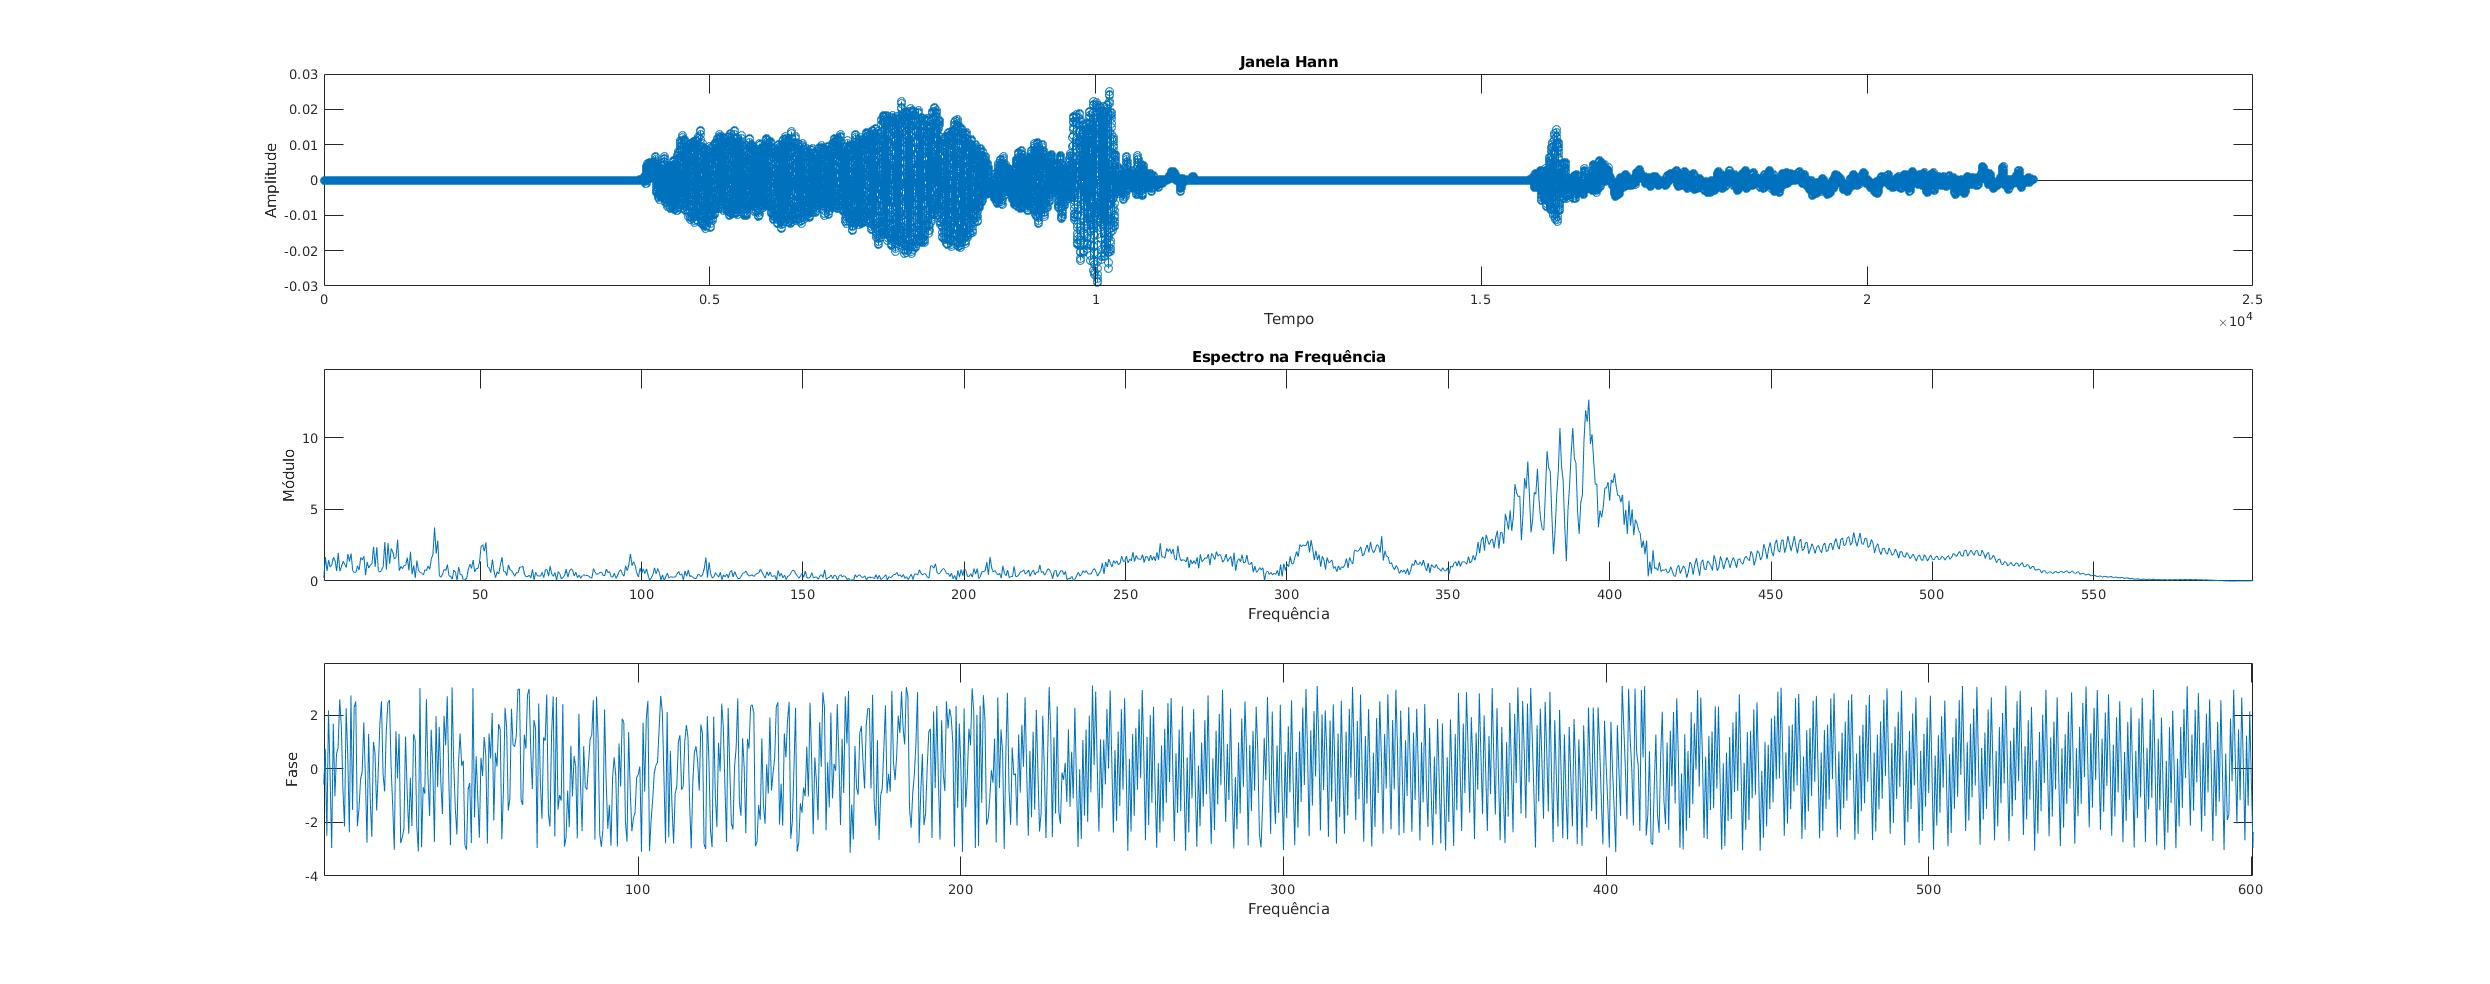 Janela Hann
0.03
0.02
0.01
0
-0.01
-0.02
-0.03
Amplitude
0 0.5 1 1.5 2 2.5
Tempo
×10⁴
Espectro na Frequência
10
5
0
Módulo
50 100 150 200 250 300 350 400 450 500 550
Frequência
2
0
-2
-4
Fase
100 200 300 400 500 600
Frequência